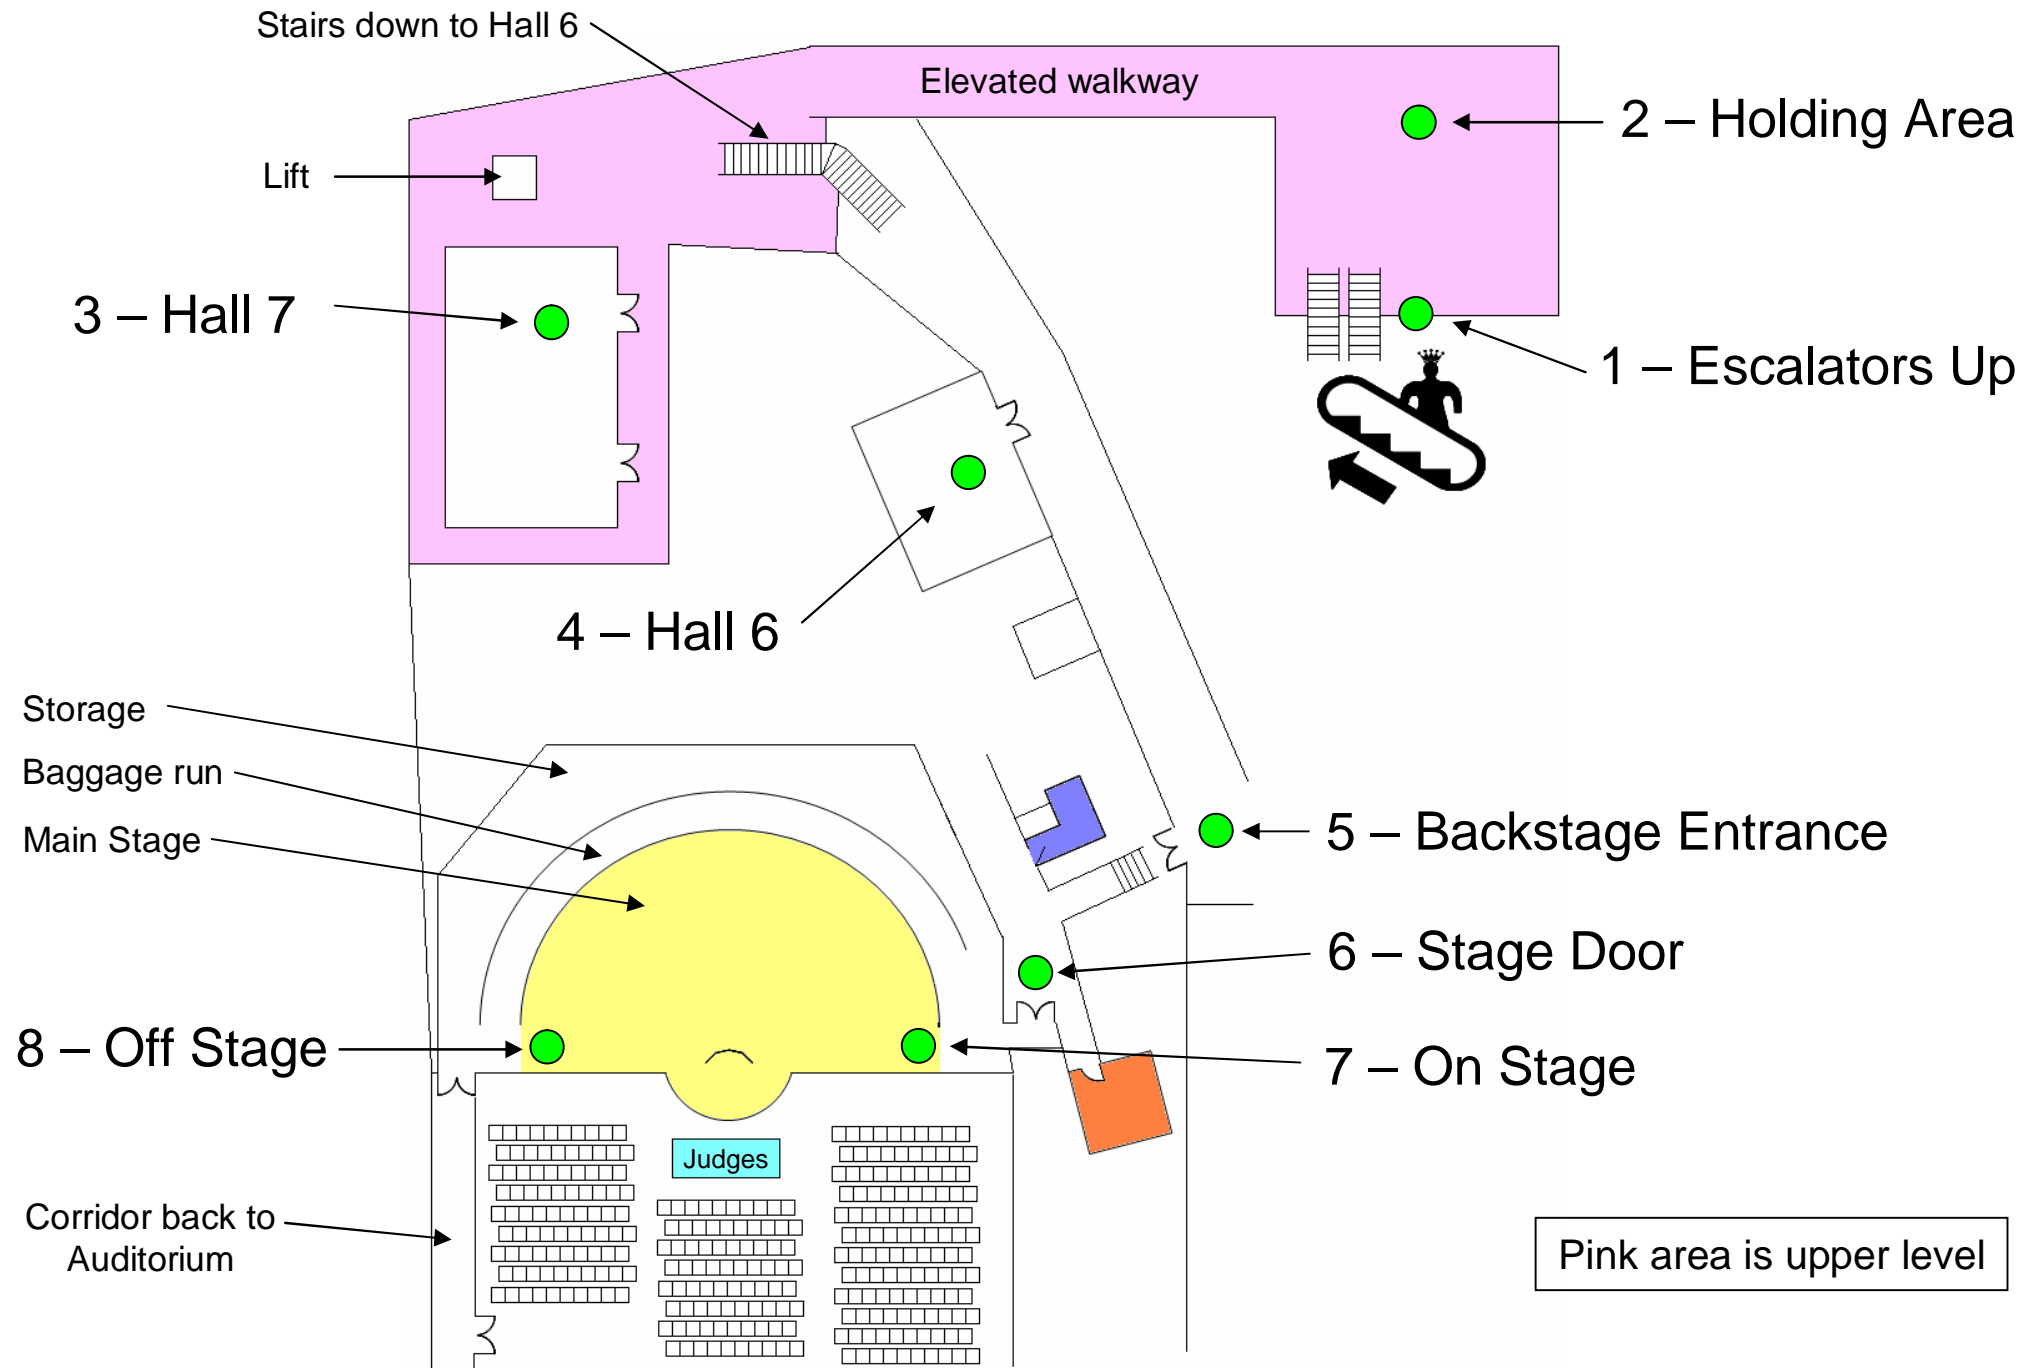 Stairs down to Hall 6
Elevated walkway
2 – Holding Area
Lift
3 – Hall 7
1 – Escalators Up
4 – Hall 6
Storage
Baggage run
Main Stage
5 – Backstage Entrance
6 – Stage Door
8 – Off Stage
7 – On Stage
Judges
Corridor back to
Auditorium
Pink area is upper level